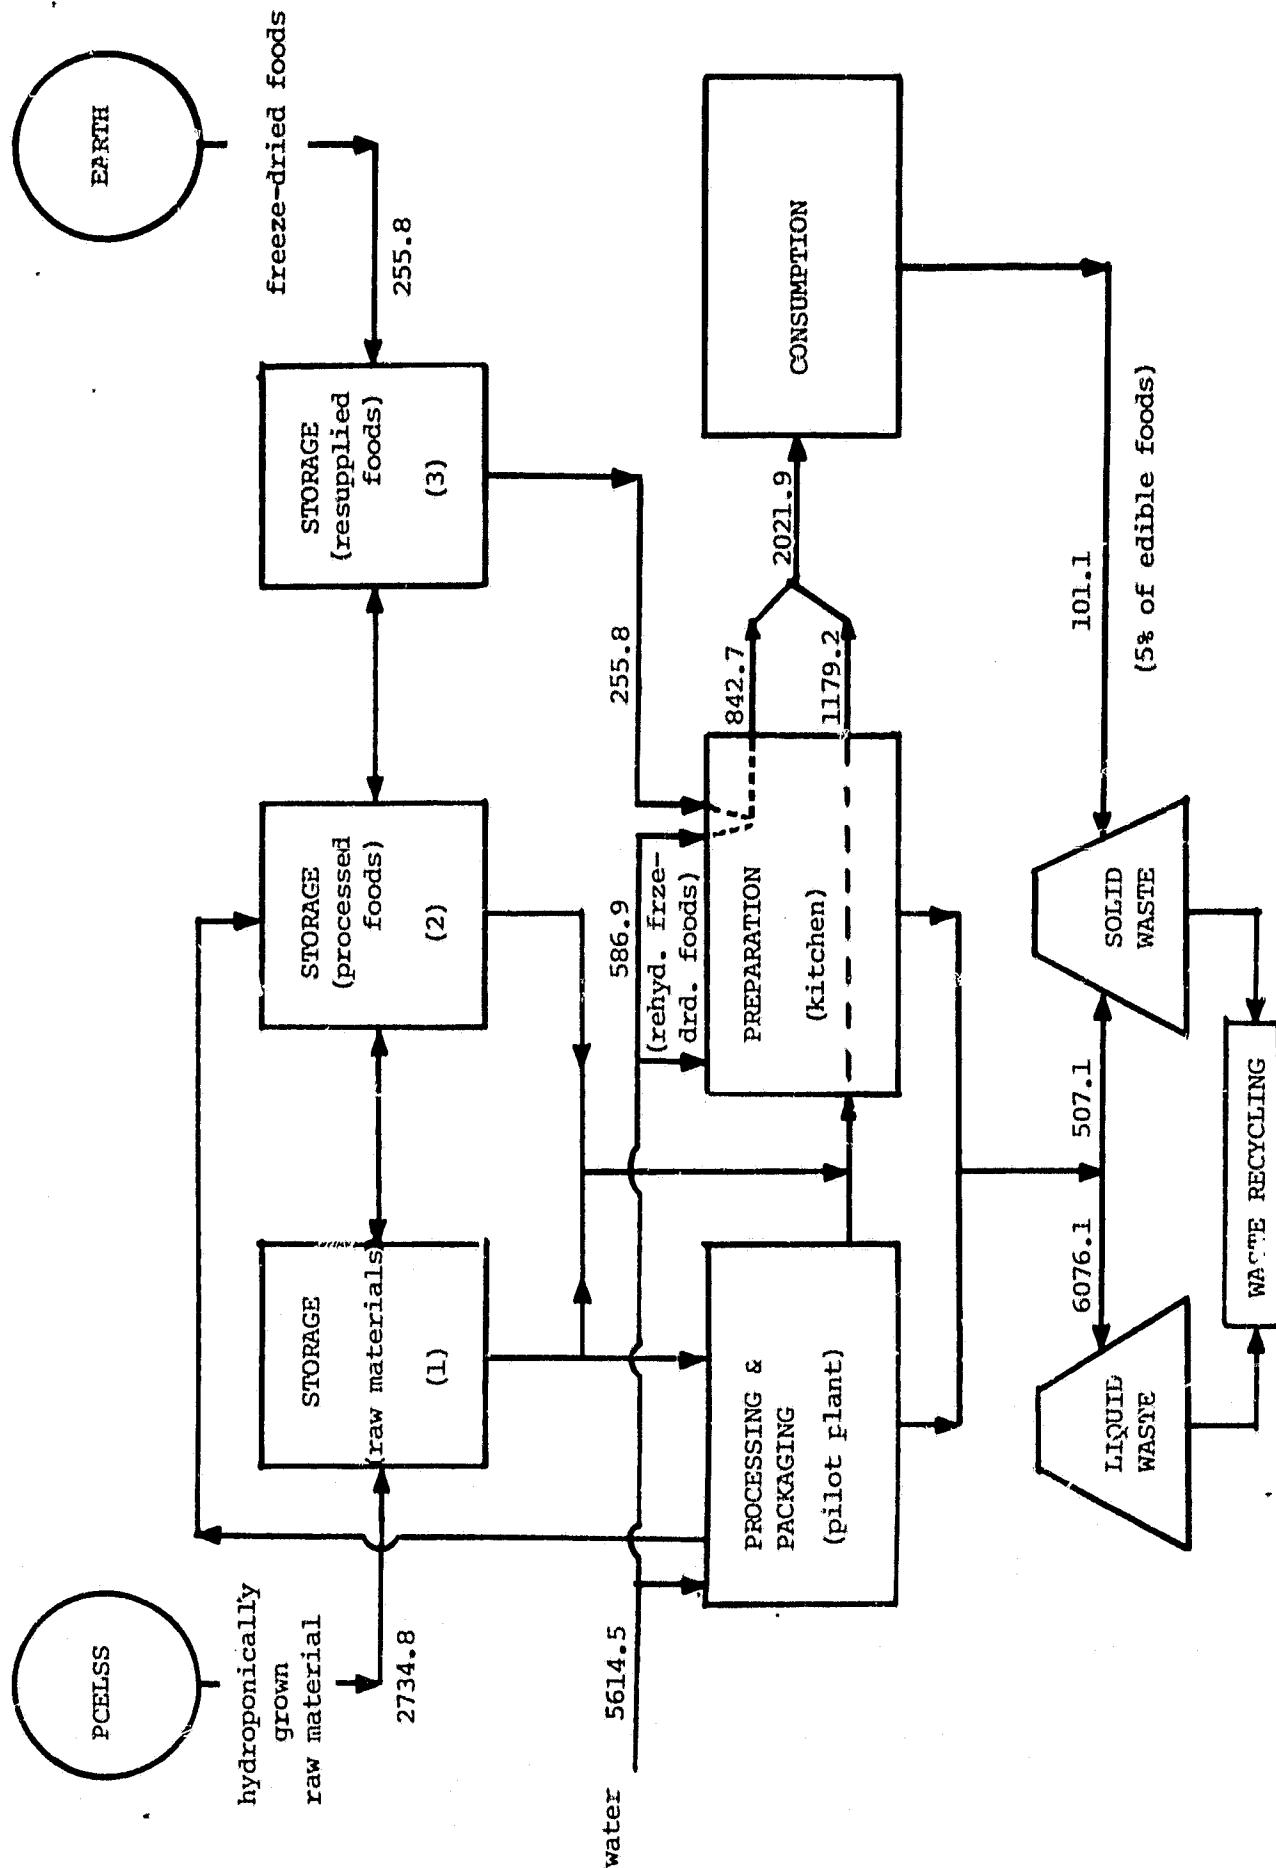 PCELSS
hydroponically
grown
raw material
2734.8
EARTH
freeze-dried foods
255.8
STORAGE
(raw materials)
(1)
STORAGE
(processed
foods)
(2)
STORAGE
(resupplied
foods)
(3)
water
5614.5
586.9
(rehyd. frze-
drd. foods)
255.8
PROCESSING &
PACKAGING
(pilot plant)
PREPARATION
(kitchen)
842.7
1179.2
2021.9
CONSUMPTION
6076.1
507.1
101.1
(5% of edible foods)
LIQUID
WASTE
SOLID
WASTE
WASTE RECYCLING